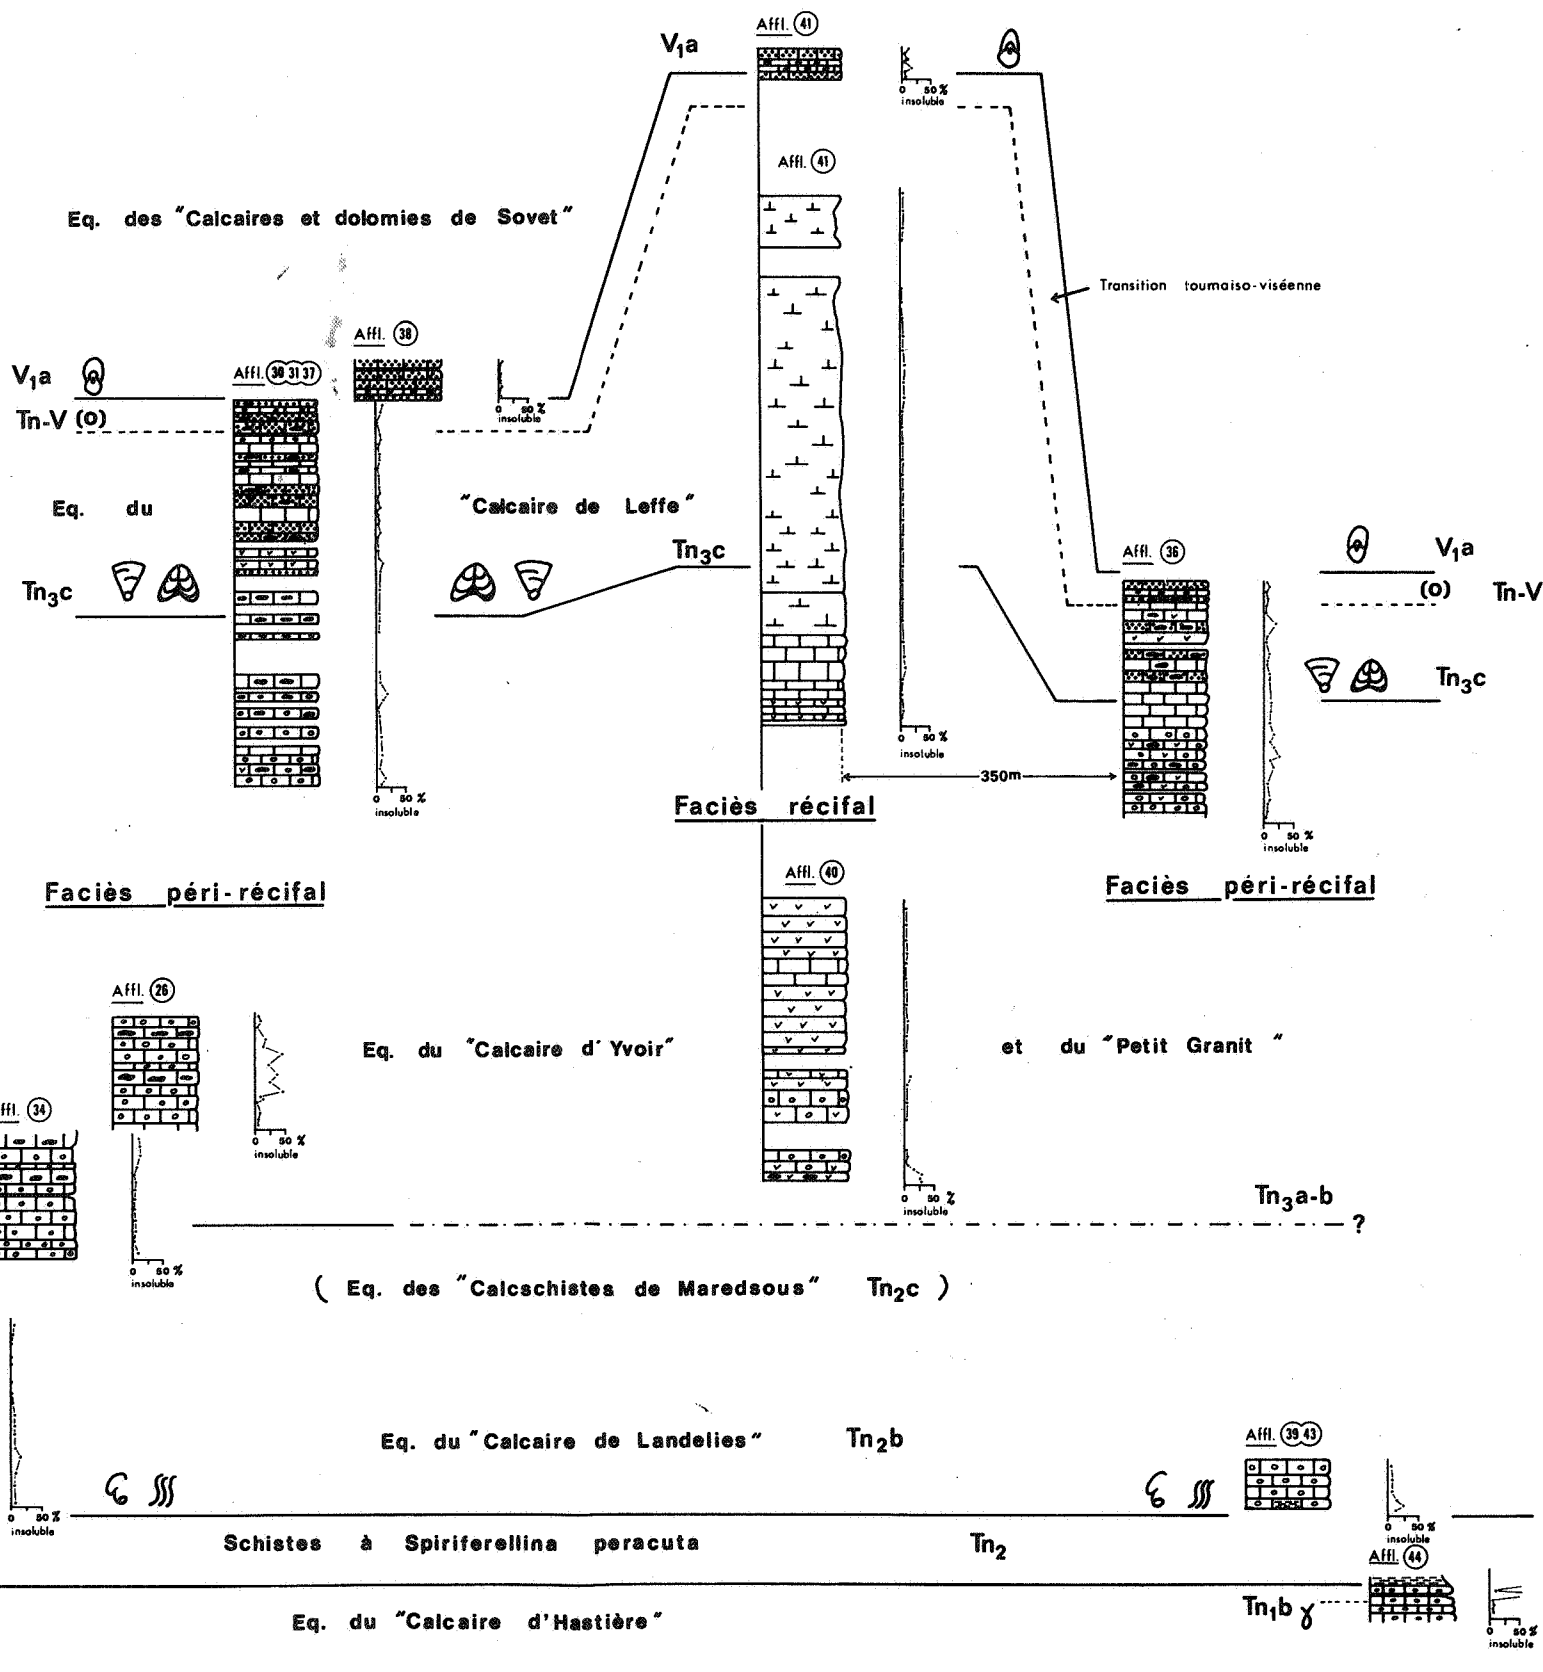 Affl. 41
V1a
0 50 %
insoluble
Affl. 41
Eq. des "Calcaires et dolomies de Sovet"
Transition tournaiso-viséenne
Affl. 38
V1a
Affl. 30 31 37
Tn-V (O)
0 50 %
insoluble
Eq. du "Calcaire de Leffe"
Tn3c
Tn3c
Affl. 36
V1a
(O) Tn-V
Tn3c
0 50 %
insoluble
350m
0 50 %
insoluble
Faciès récifal
0 50 %
insoluble
Affl. 40
Faciès péri-récifal
Faciès péri-récifal
Affl. 26
Eq. du "Calcaire d'Yvoir" et du "Petit Granit"
ffl. 34
0 50 %
insoluble
0 50 %
insoluble
Tn3a-b
?
0 50 %
insoluble
( Eq. des "Calcschistes de Maredsous" Tn2c )
Eq. du "Calcaire de Landelies" Tn2b
Affl. 39 43
0 50 %
insoluble
0 50 %
insoluble
Schistes à Spiriferellina peracuta Tn2
Affl. 44
Tn1b γ
Eq. du "Calcaire d'Hastière"
0 50 %
insoluble